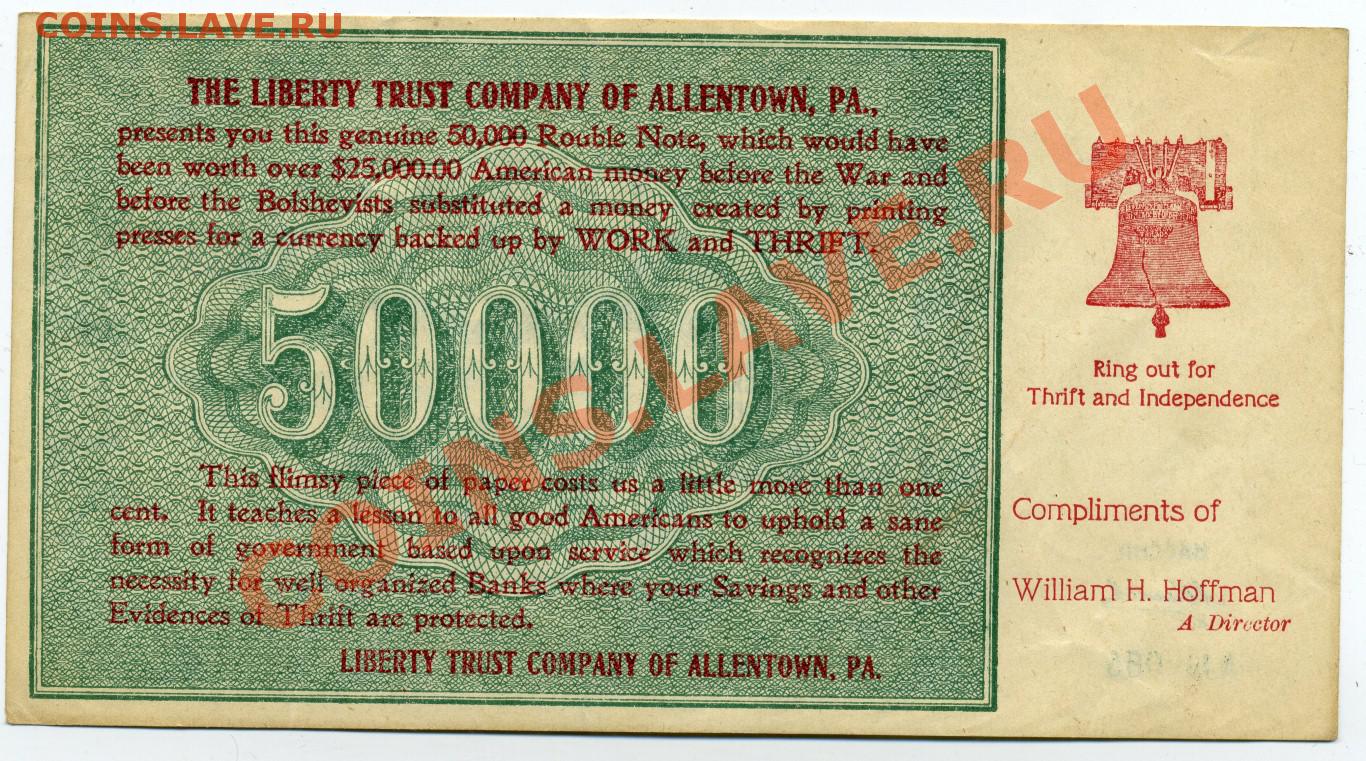 COINS.LAVE.RU
THE LIBERTY TRUST COMPANY OF ALLENTOWN, PA.,
presents you this genuine 50,000 Rouble Note, which would have
been worth over $25,000.00 American money before the War and
before the Bolshevists substituted a money created by printing
presses for a currency backed up by WORK and THRIFT.
50000
This flimsy piece of paper costs us a little more than one
cent. It teaches a lesson to all good Americans to uphold a sane
form of government based upon service which recognizes the
necessity for well organized Banks where your Savings and other
Evidences of Thrift are protected.
LIBERTY TRUST COMPANY OF ALLENTOWN, PA.
Ring out for
Thrift and Independence
Compliments of
William H. Hoffman
A Director
COINS.LAVE.RU